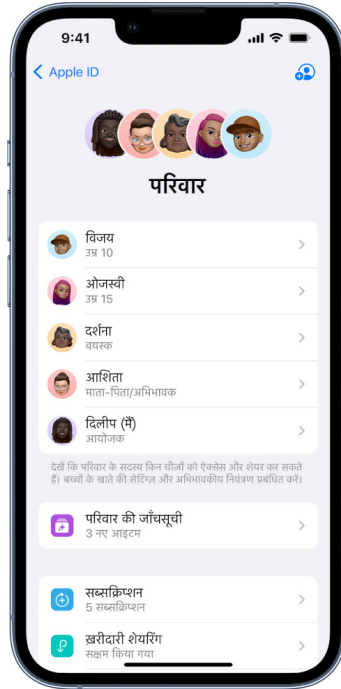 9:41
Apple ID
परिवार
विजय
उम्र 10
ओजस्वी
उम्र 15
दर्शना
वयस्क
आशिता
माता-पिता/अभिभावक
दिलीप (मैं)
आयोजक
देखें कि परिवार के सदस्य किन चीज़ों को ऐक्सेस और शेयर कर सकते
हैं। बच्चों के खाते की सेटिंग्ज़ और अभिभावकीय नियंत्रण प्रबंधित करें।
परिवार की जाँचसूची
3 नए आइटम
सब्सक्रिप्शन
5 सब्सक्रिप्शन
ख़रीदारी शेयरिंग
सक्षम किया गया